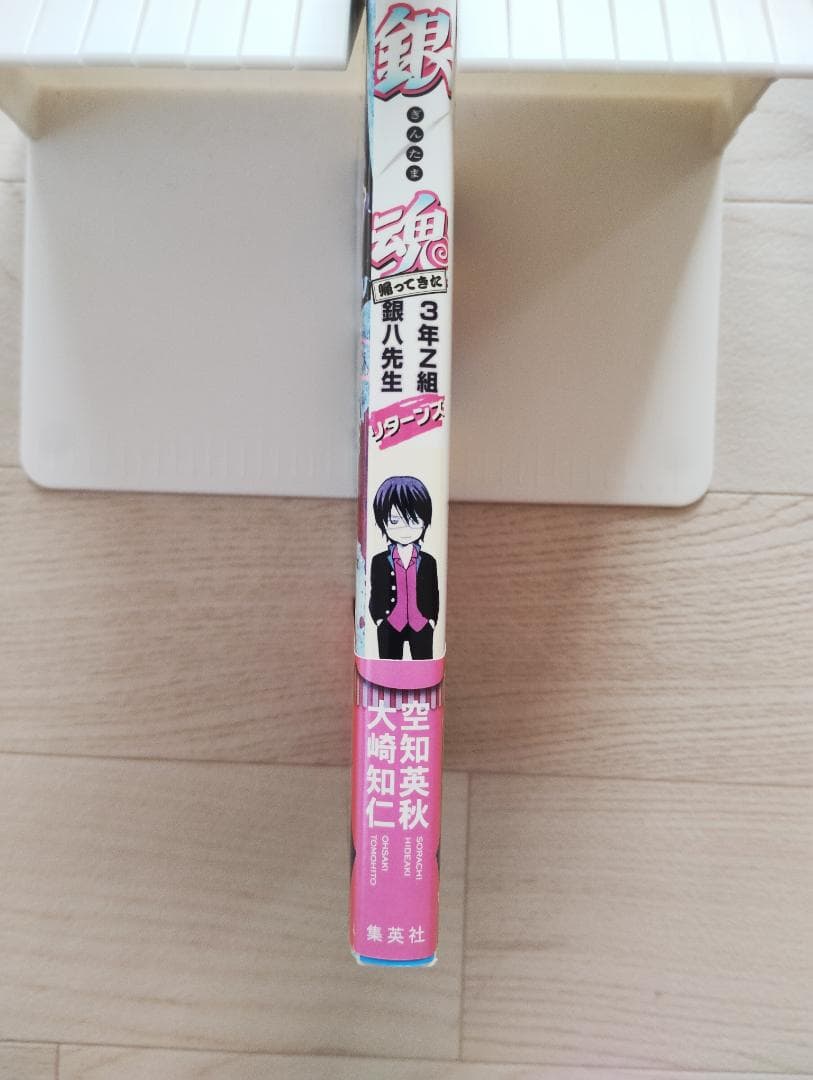 銀
ぎんたま
魂
帰ってきた
3年Z組
銀八先生
リターンズ
空知英秋
SORACHI
HIDEAKI
大崎知仁
OHSAKI
TOMOHITO
集英社